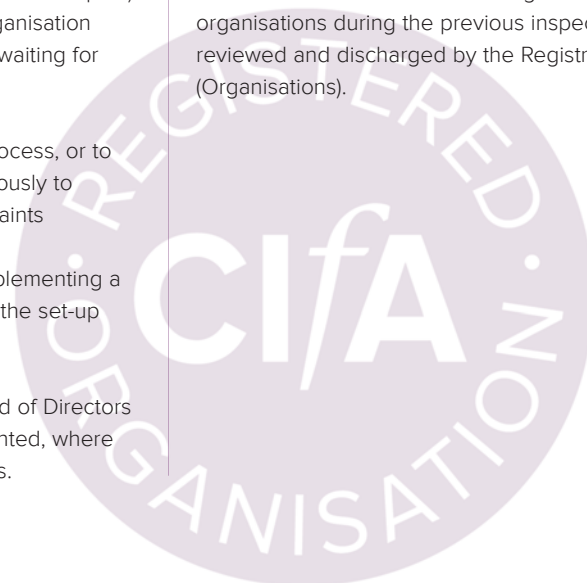 ganisation
waiting for
ocess, or to
ously to
aints
plementing a
the set-up
d of Directors
nted, where
s.
organisations during the previous inspec
reviewed and discharged by the Registr
(Organisations).
REGISTERED
CIfA
ORGANISATION